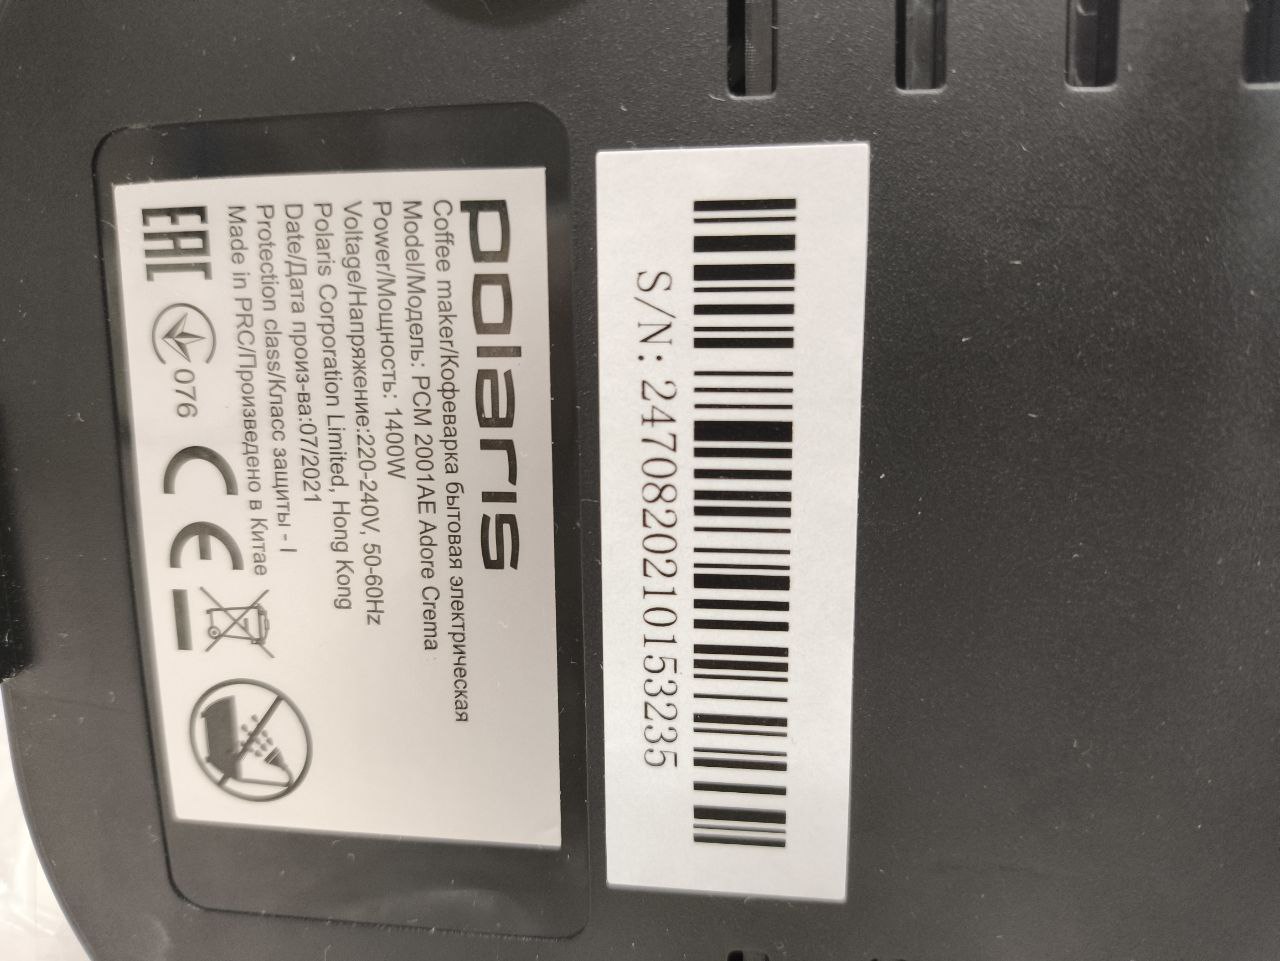 polaris
Coffee maker/Кофеварка бытовая электрическая
Model/Модель: PCM 2001AE Adore Crema
Power/Мощность: 1400W
Voltage/Напряжение:220-240V, 50-60Hz
Polaris Corporation Limited, Hong Kong
Date/Дата произ-ва:07/2021
Protection class/Класс защиты - I
Made in PRC/Произведено в Китае
EAC 076 CE
S/N: 2470820210153235